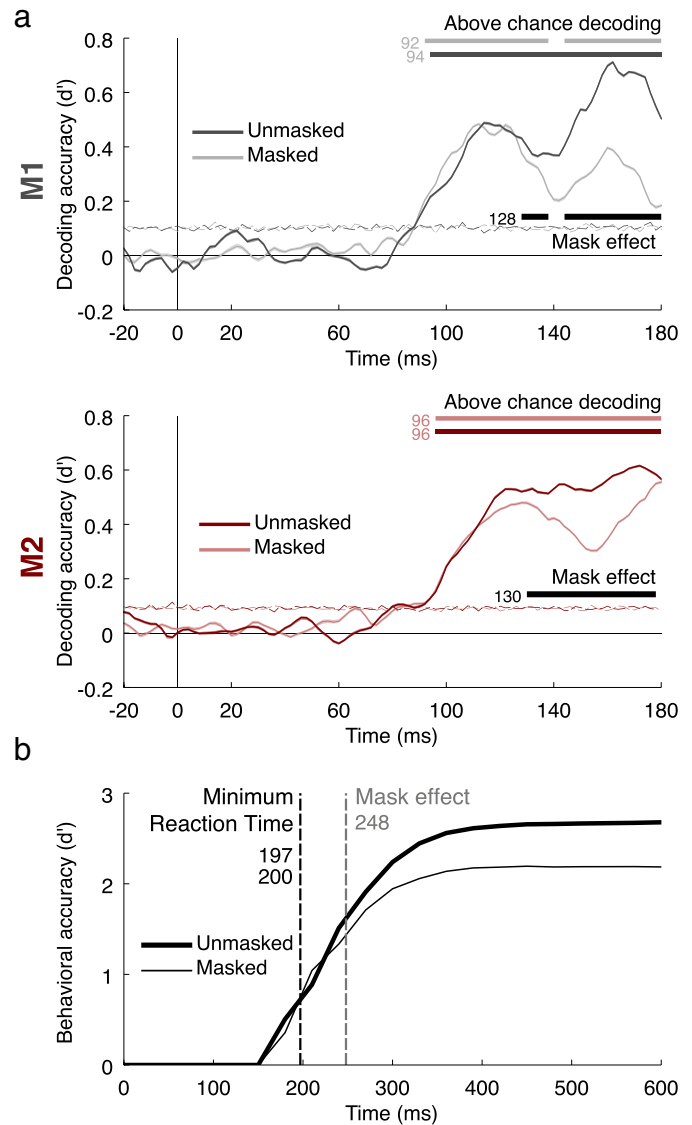 a
Above chance decoding
92
94
0.8
0.6
0.4
0.2
0
-0.2
Decoding accuracy (d')
M1
Unmasked
Masked
128
Mask effect
-20
0
20
60
100
140
180
Time (ms)
Above chance decoding
96
96
0.8
0.6
0.4
0.2
0
-0.2
Decoding accuracy (d')
M2
Unmasked
Masked
Mask effect
130
-20
0
20
60
100
140
180
Time (ms)
b
3
2
1
0
Behavioral accuracy (d')
Minimum
Reaction Time
197
200
Mask effect
248
Unmasked
Masked
0
100
200
300
400
500
600
Time (ms)